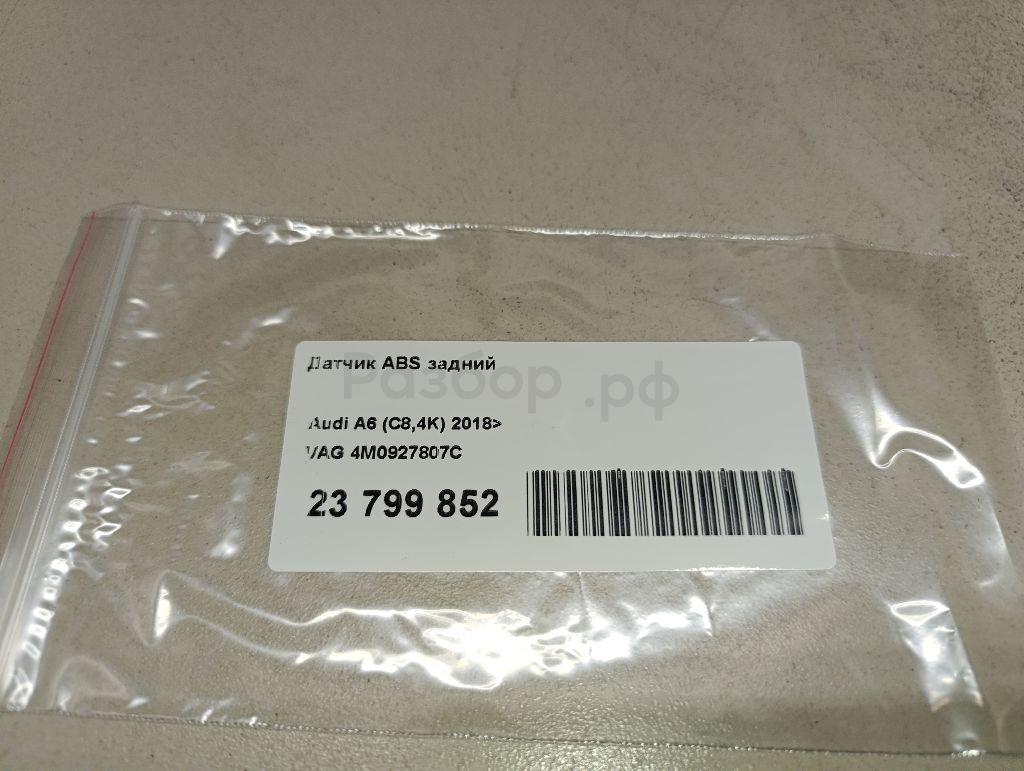 Датчик ABS задний
Разбор.рф
Audi A6 (C8,4K) 2018>
VAG 4M0927807C
23 799 852